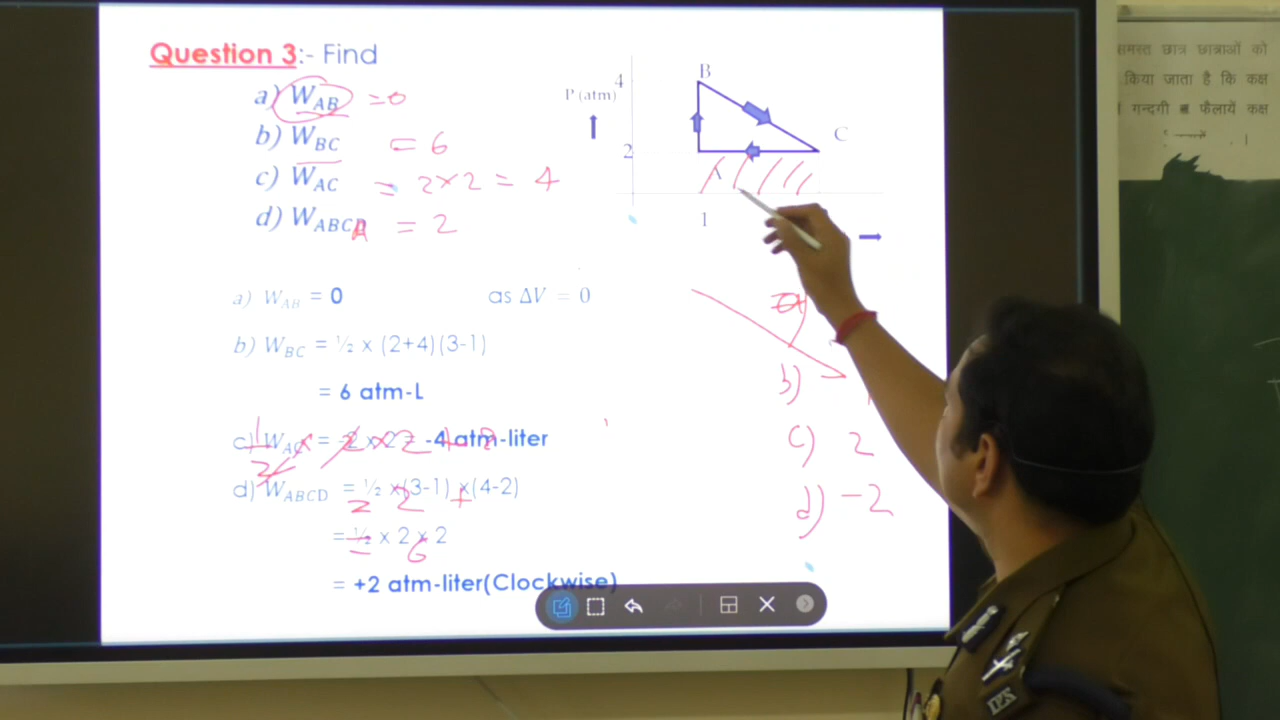 Question 3:- Find
a) W_AB = 0
b) W_BC = 6
c) W_AC = 2×2 = 4
d) W_ABCA = 2
B
4
P (atm)
C
2
A
1
a) W_AB = 0 as ΔV = 0
b) W_BC = ½ x (2+4)(3-1)
= 6 atm-L
c) W_AC = -2 x 2 = -4 atm-liter
d) W_ABCD = ½ x (3-1) x (4-2)
= ½ x 2 x 2
= +2 atm-liter(Clockwise)
a)
b)
c) 2
d) -2
समस्त छात्र छात्राओं को
किया जाता है कि कक्ष
गन्दगी न फैलायें कक्ष
IPS